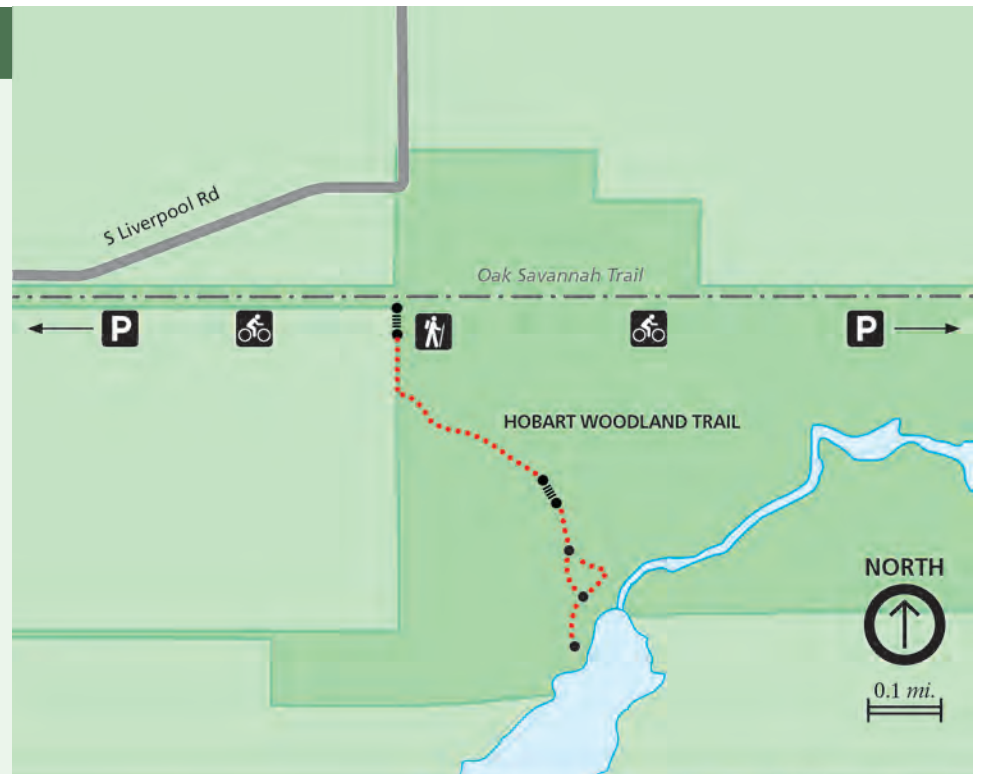 S Liverpool Rd
Oak Savannah Trail
P
P
HOBART WOODLAND TRAIL
NORTH
0.1 mi.